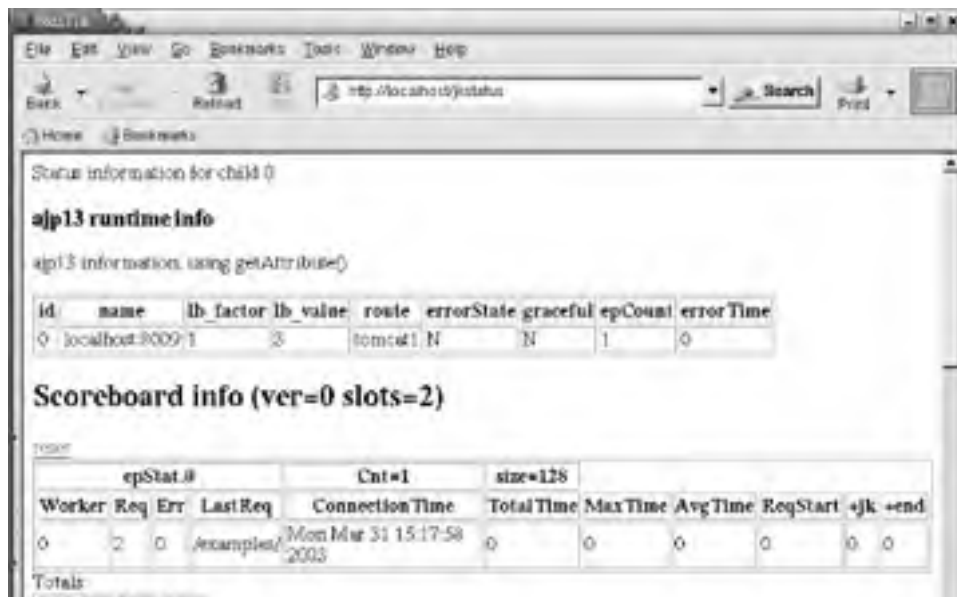 File Edit View Go Bookmarks Tools Window Help
Back Reload http://localhost/jkstatus Search Print
Home Bookmarks
Status information for child 0
ajp13 runtime info
ajp13 information, using getAttribute()
id name lb_factor lb_value route errorState graceful epCount errorTime
0 localhost:8009 1 3 tomcat1 N N 1 0
Scoreboard info (ver=0 slots=2)
reset
epStat.0 Cnt=1 size=128
Worker Req Err LastReq ConnectionTime TotalTime MaxTime AvgTime ReqStart +jk +end
0 2 0 /examples/ Mon Mar 31 15:17:58 0 0 0 0 0 0
2003
Totals